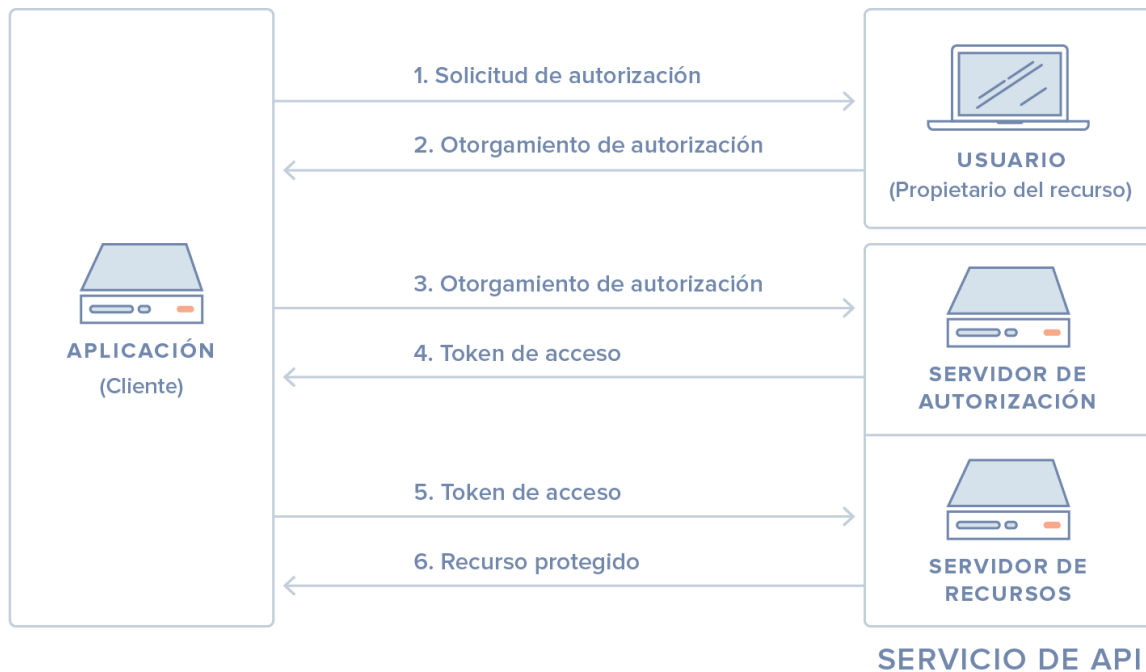 1. Solicitud de autorización
2. Otorgamiento de autorización
USUARIO
(Propietario del recurso)
3. Otorgamiento de autorización
4. Token de acceso
APLICACIÓN
(Cliente)
SERVIDOR DE
AUTORIZACIÓN
5. Token de acceso
6. Recurso protegido
SERVIDOR DE
RECURSOS
SERVICIO DE API